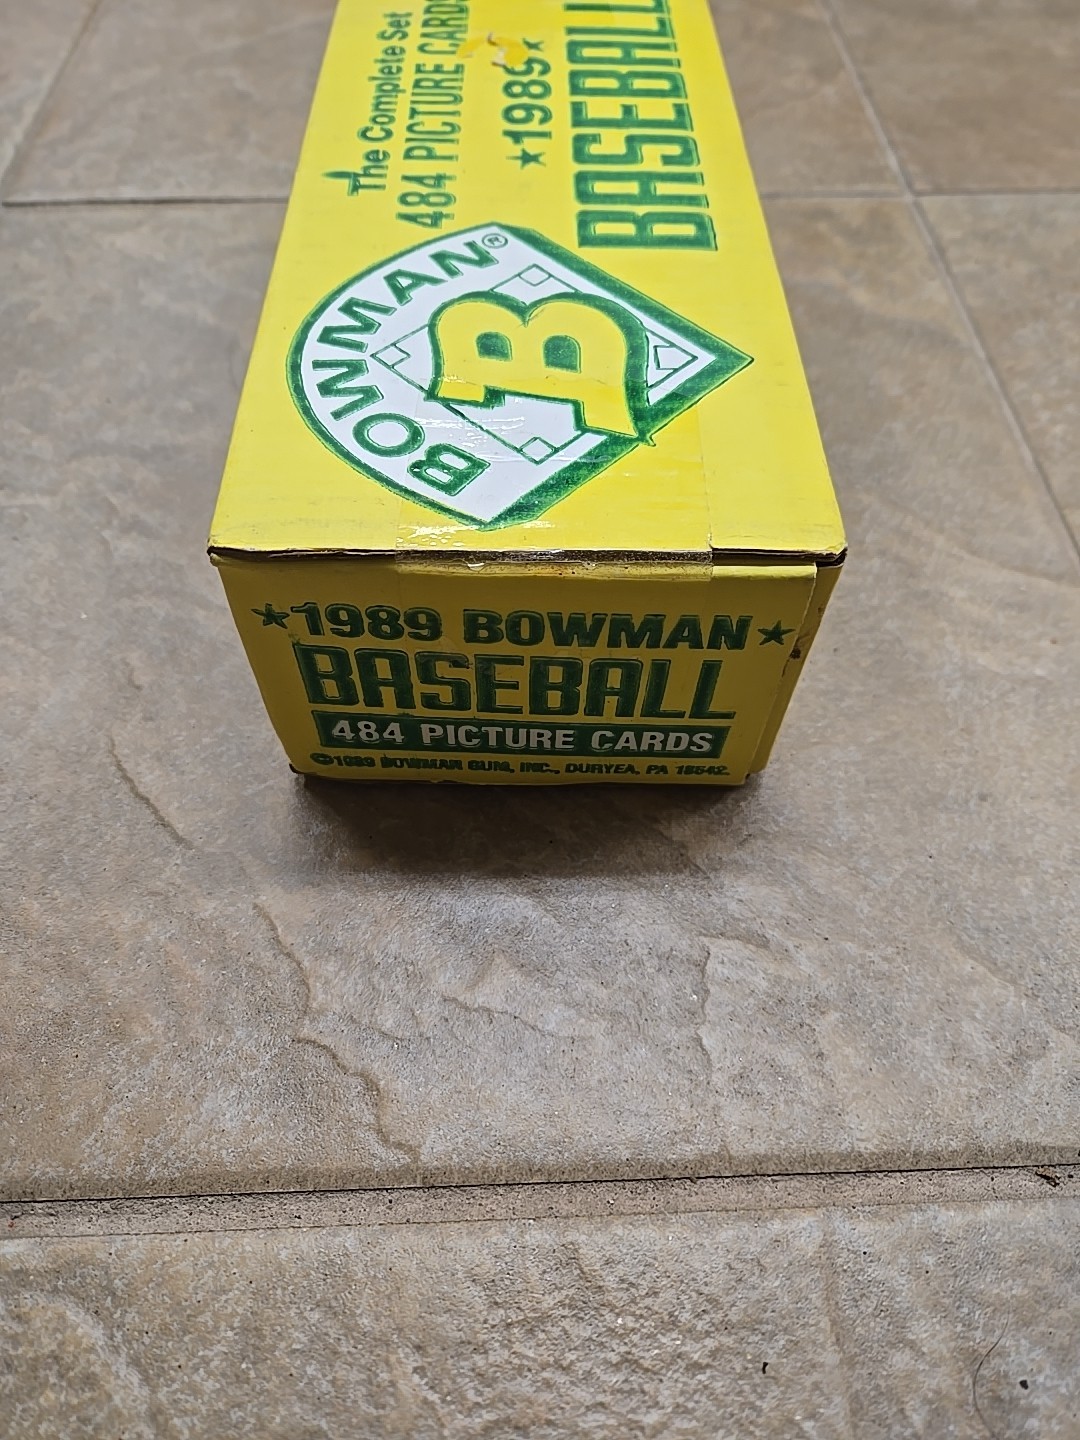 The Complete Set
484 PICTURE CARDS
★1989★
BASEBALL
BOWMAN®
B
★1989 BOWMAN★
BASEBALL
484 PICTURE CARDS
©1989 BOWMAN GUM, INC., DURYEA, PA 18642